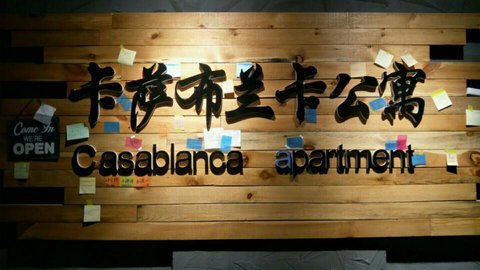 卡萨布兰卡公寓
Come In
WE'RE
OPEN
Casablanca apartment